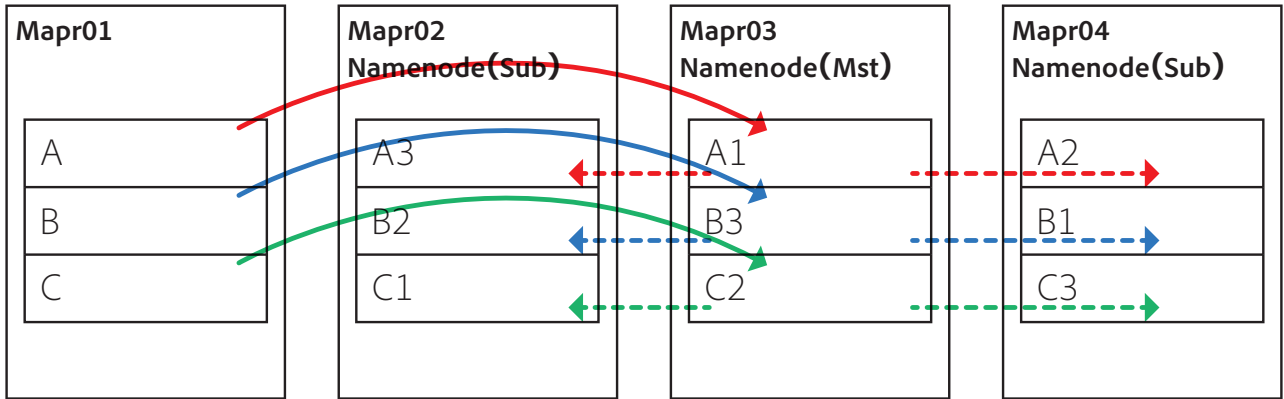 Mapr01
A
B
C
Mapr02
Namenode(Sub)
A3
B2
C1
Mapr03
Namenode(Mst)
A1
B3
C2
Mapr04
Namenode(Sub)
A2
B1
C3